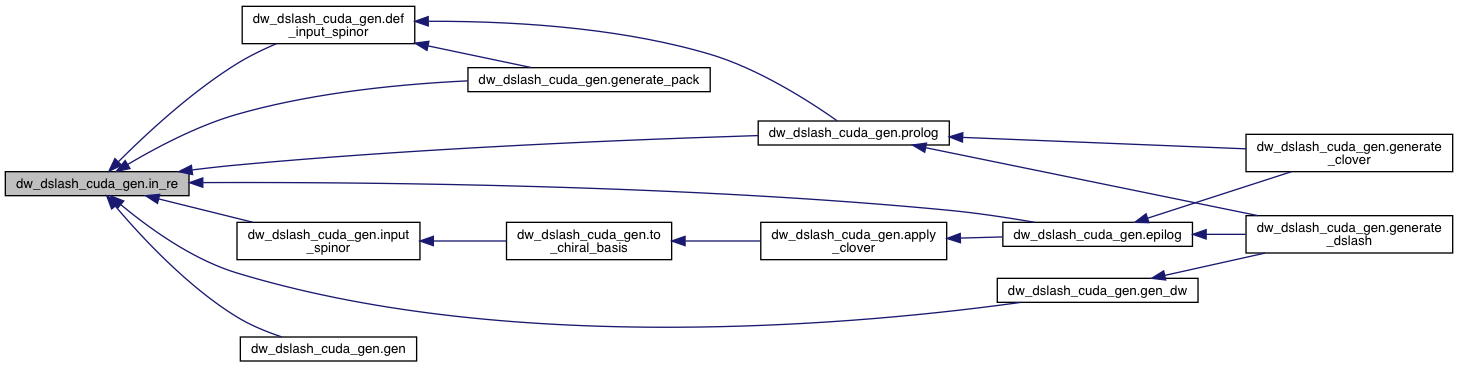 dw_dslash_cuda_gen.def
_input_spinor
dw_dslash_cuda_gen.generate_pack
dw_dslash_cuda_gen.prolog
dw_dslash_cuda_gen.generate
_clover
dw_dslash_cuda_gen.in_re
dw_dslash_cuda_gen.input
_spinor
dw_dslash_cuda_gen.to
_chiral_basis
dw_dslash_cuda_gen.apply
_clover
dw_dslash_cuda_gen.epilog
dw_dslash_cuda_gen.generate
_dslash
dw_dslash_cuda_gen.gen_dw
dw_dslash_cuda_gen.gen